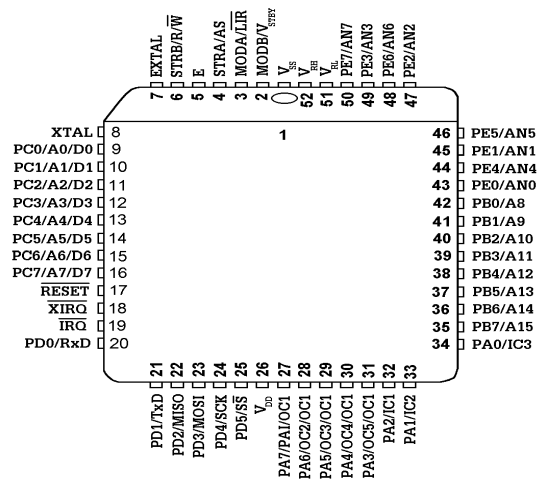 EXTAL
STRB/R/W
E
STRA/AS
MODA/LIR
MODB/VSTBY
VSS
VRH
VRL
PE7/AN7
PE3/AN3
PE6/AN6
PE2/AN2
7 6 5 4 3 2 52 51 50 49 48 47
1
XTAL 8
PC0/A0/D0 9
PC1/A1/D1 10
PC2/A2/D2 11
PC3/A3/D3 12
PC4/A4/D4 13
PC5/A5/D5 14
PC6/A6/D6 15
PC7/A7/D7 16
RESET 17
XIRQ 18
IRQ 19
PD0/RxD 20
46 PE5/AN5
45 PE1/AN1
44 PE4/AN4
43 PE0/AN0
42 PB0/A8
41 PB1/A9
40 PB2/A10
39 PB3/A11
38 PB4/A12
37 PB5/A13
36 PB6/A14
35 PB7/A15
34 PA0/IC3
21 22 23 24 25 26 27 28 29 30 31 32 33
PD1/TxD
PD2/MISO
PD3/MOSI
PD4/SCK
PD5/SS
VDD
PA7/PAI/OC1
PA6/OC2/OC1
PA5/OC3/OC1
PA4/OC4/OC1
PA3/OC5/OC1
PA2/IC1
PA1/IC2